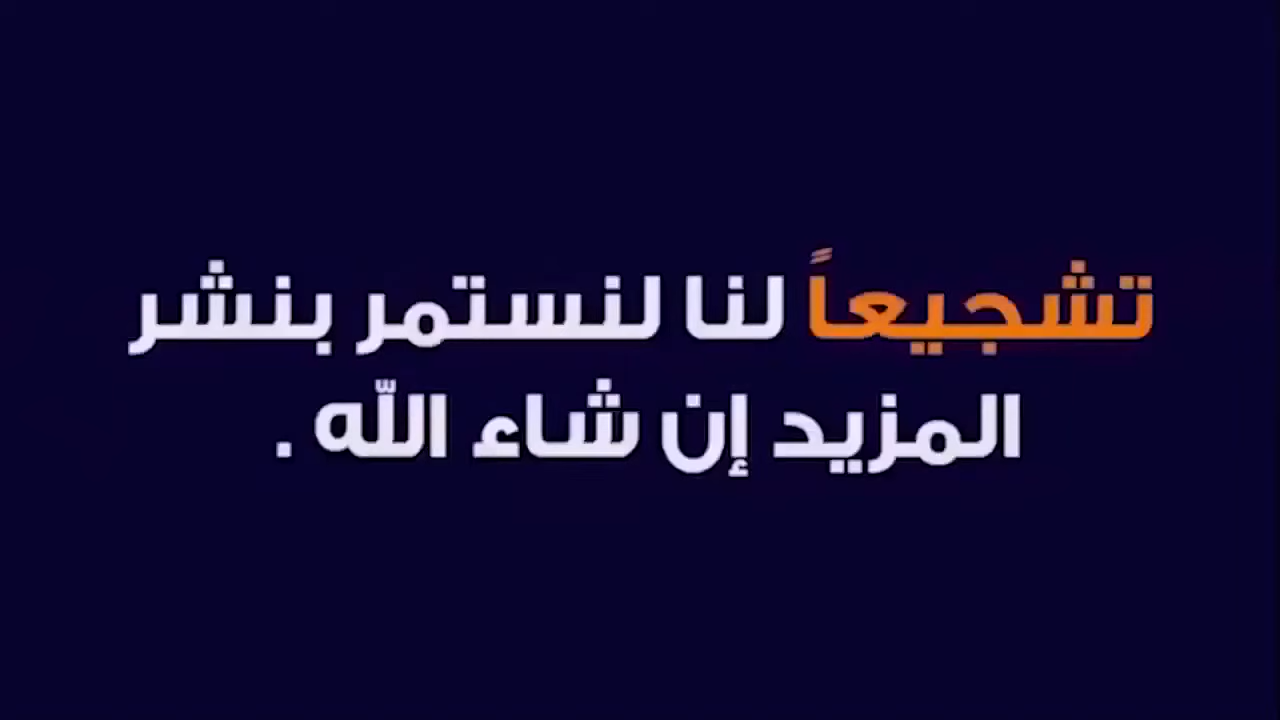 تشجيعاً لنا لنستمر بنشر
المزيد إن شاء الله .